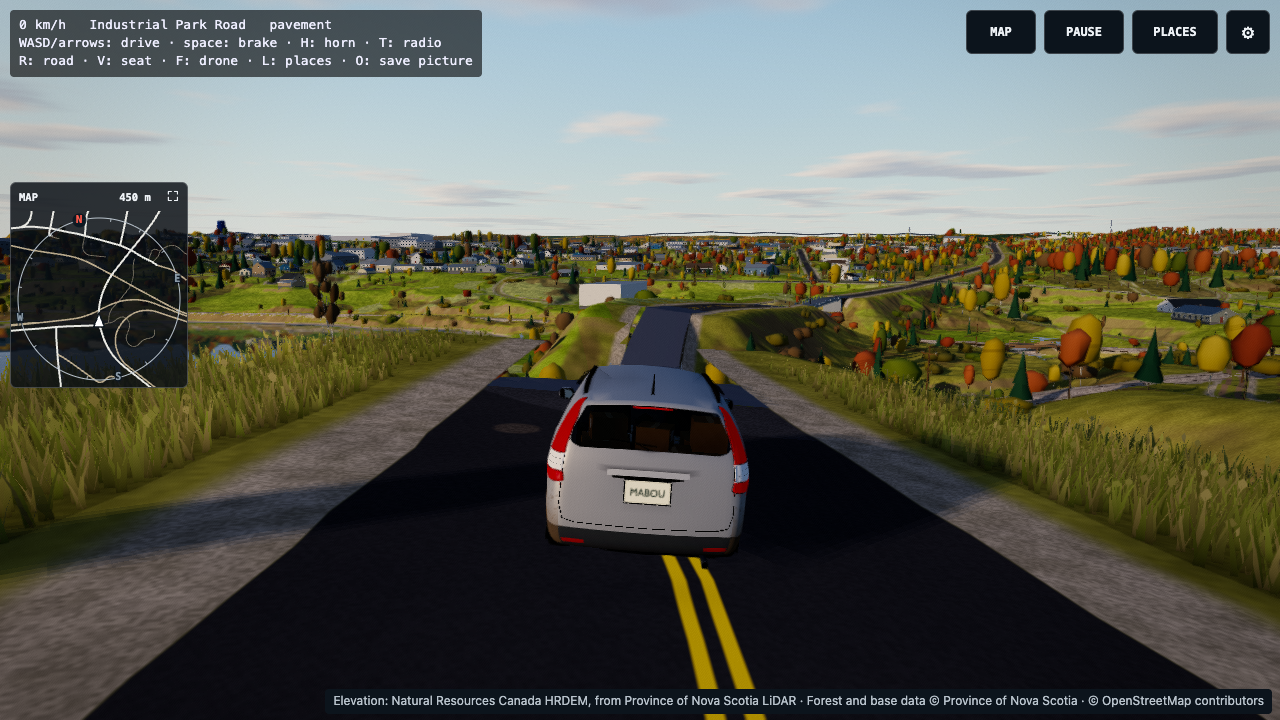 0 km/h Industrial Park Road pavement
WASD/arrows: drive · space: brake · H: horn · T: radio
R: road · V: seat · F: drone · L: places · O: save picture
MAP
PAUSE
PLACES
MAP 450 m
N
E
W
S
MABOU
Elevation: Natural Resources Canada HRDEM, from Province of Nova Scotia LiDAR · Forest and base data © Province of Nova Scotia · © OpenStreetMap contributors